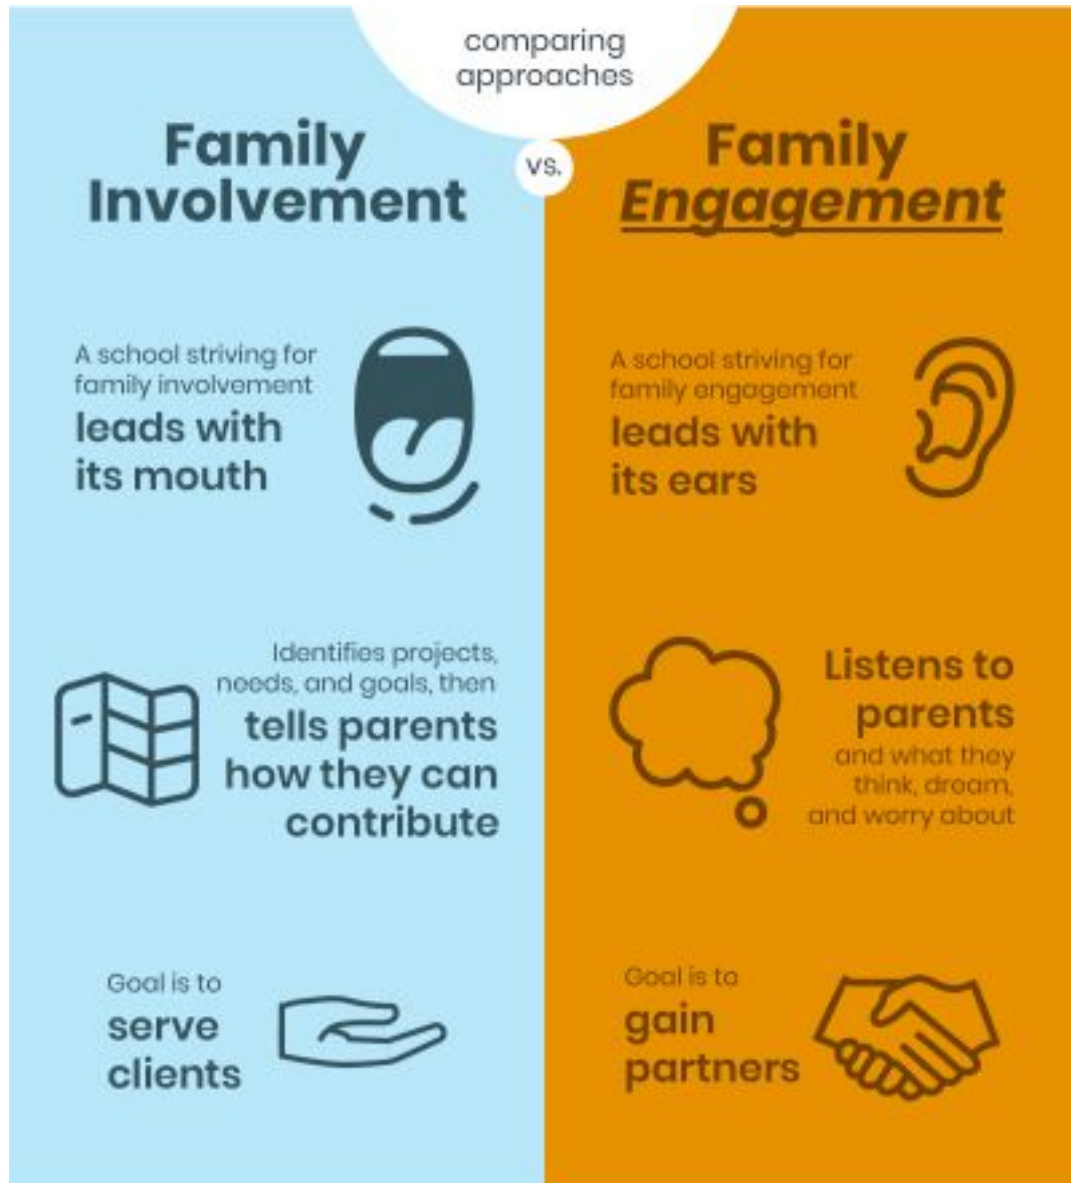 comparing
approaches
vs.
Family
Involvement
A school striving for
family involvement
leads with
its mouth
Identifies projects,
needs, and goals, then
tells parents
how they can
contribute
Goal is to
serve
clients
Family
Engagement
A school striving for
family engagement
leads with
its ears
Listens to
parents
and what they
think, dream,
and worry about
Goal is to
gain
partners